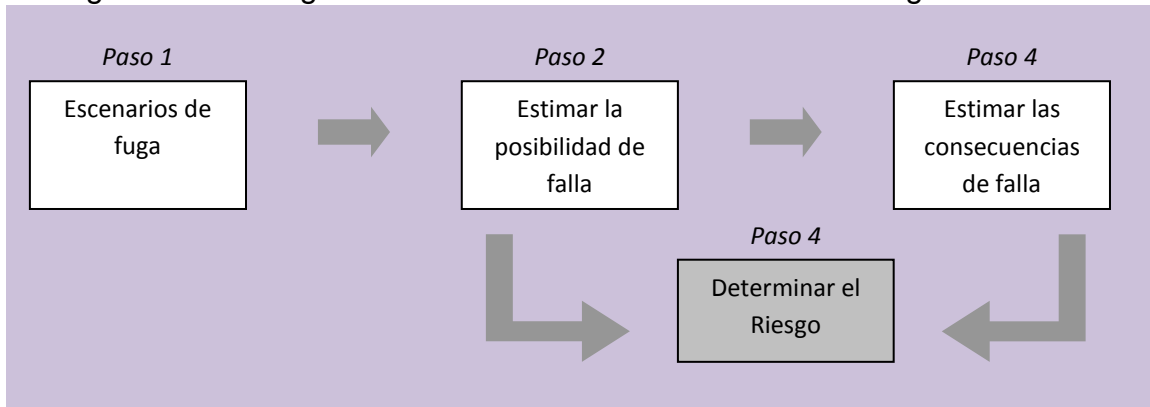 Paso 1
Escenarios de
fuga
Paso 2
Estimar la
posibilidad de
falla
Paso 4
Estimar las
consecuencias
de falla
Paso 4
Determinar el
Riesgo